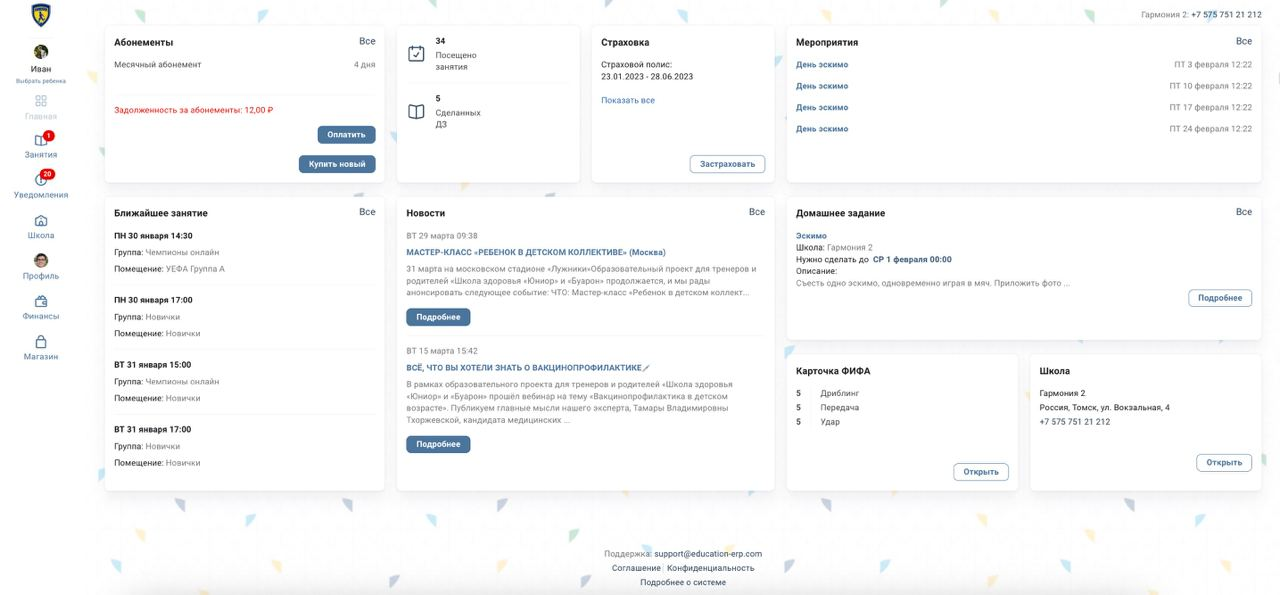 Гармония 2: +7 575 751 21 212
Иван
Выбрать ребенка
Главная
1
Занятия
20
Уведомления
Школа
Профиль
Финансы
Магазин
Абонементы Все
Месячный абонемент 4 дня
Задолженность за абонементы: 12,00 ₽
Оплатить
Купить новый
34
Посещено
занятия
5
Сделанных
ДЗ
Страховка
Страховой полис:
23.01.2023 - 28.06.2023
Показать все
Застраховать
Мероприятия Все
День эскимо ПТ 3 февраля 12:22
День эскимо ПТ 10 февраля 12:22
День эскимо ПТ 17 февраля 12:22
День эскимо ПТ 24 февраля 12:22
Ближайшее занятие Все
ПН 30 января 14:30
Группа: Чемпионы онлайн
Помещение: УЕФА Группа А
ПН 30 января 17:00
Группа: Новички
Помещение: Новички
ВТ 31 января 15:00
Группа: Чемпионы онлайн
Помещение: Новички
ВТ 31 января 17:00
Группа: Новички
Помещение: Новички
Новости Все
ВТ 29 марта 09:38
МАСТЕР-КЛАСС «РЕБЕНОК В ДЕТСКОМ КОЛЛЕКТИВЕ» (Москва)
31 марта на московском стадионе «Лужники»Образовательный проект для тренеров и
родителей «Школа здоровья «Юниор» и «Буарон» продолжается, и мы рады
анонсировать следующее событие: ЧТО: Мастер-класс «Ребенок в детском коллект...
Подробнее
ВТ 15 марта 15:42
ВСЁ, ЧТО ВЫ ХОТЕЛИ ЗНАТЬ О ВАКЦИНОПРОФИЛАКТИКЕ
В рамках образовательного проекта для тренеров и родителей «Школа здоровья
«Юниор» и «Буарон» прошёл вебинар на тему «Вакцинопрофилактика в детском
возрасте». Публикуем главные мысли нашего эксперта, Тамары Владимировны
Тхоржевской, кандидата медицинских ...
Подробнее
Домашнее задание Все
Эскимо
Школа: Гармония 2
Нужно сделать до СР 1 февраля 00:00
Описание:
Съесть одно эскимо, одновременно играя в мяч. Приложить фото ...
Подробнее
Карточка ФИФА
5 Дриблинг
5 Передача
5 Удар
Открыть
Школа
Гармония 2
Россия, Томск, ул. Вокзальная, 4
+7 575 751 21 212
Открыть
Поддержка: support@education-erp.com
Соглашение Конфиденциальность
Подробнее о системе